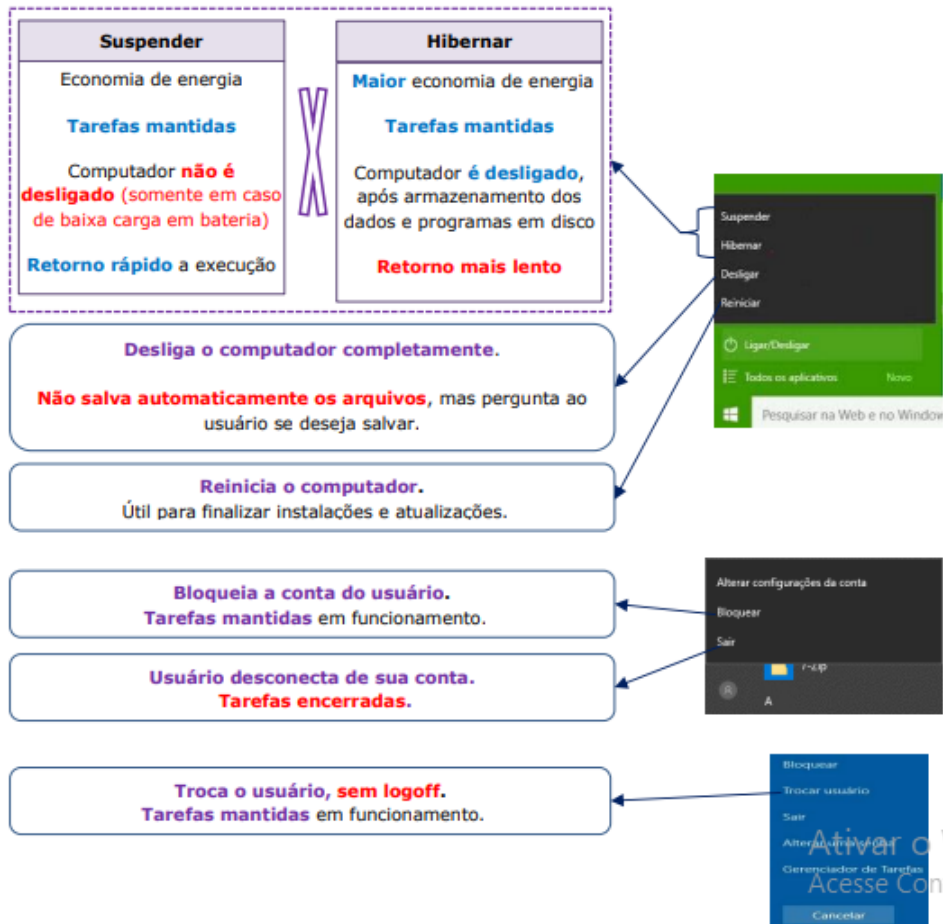 Suspender
Economia de energia
Tarefas mantidas
Computador não é
desligado (somente em caso
de baixa carga em bateria)
Retorno rápido a execução
X
Hibernar
Maior economia de energia
Tarefas mantidas
Computador é desligado,
após armazenamento dos
dados e programas em disco
Retorno mais lento
Suspender
Hibernar
Desligar
Reiniciar
Ligar/Desligar
Todos os aplicativos Novo
Pesquisar na Web e no Window
Desliga o computador completamente.
Não salva automaticamente os arquivos, mas pergunta ao
usuário se deseja salvar.
Reinicia o computador.
Útil para finalizar instalações e atualizações.
Bloqueia a conta do usuário.
Tarefas mantidas em funcionamento.
Usuário desconecta de sua conta.
Tarefas encerradas.
Alterar configurações da conta
Bloquear
Sair
7-Zip
A
Troca o usuário, sem logoff.
Tarefas mantidas em funcionamento.
Bloquear
Trocar usuário
Sair
Alterar uma senha
Gerenciador de Tarefas
Cancelar
Ativar o
Acesse Con